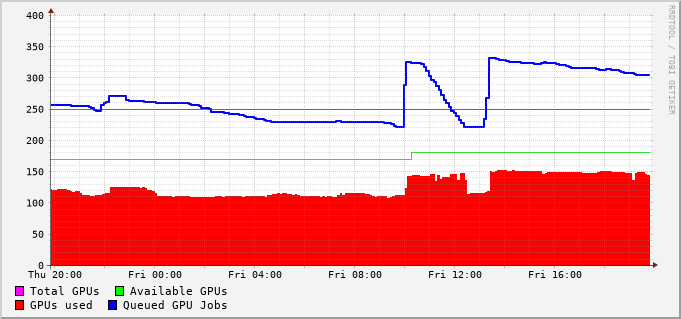 RRDTOOL / TOBI OETIKER
400
350
300
250
200
150
100
50
0
Thu 20:00 Fri 00:00 Fri 04:00 Fri 08:00 Fri 12:00 Fri 16:00
Total GPUs Available GPUs
GPUs used Queued GPU Jobs